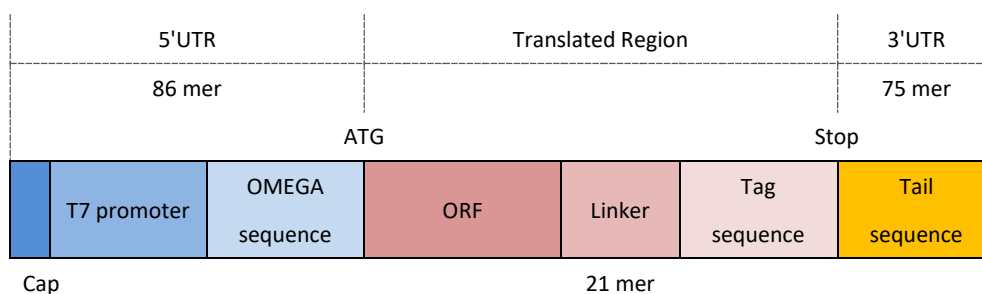 5'UTR Translated Region 3'UTR
86 mer 75 mer
ATG Stop
T7 promoter OMEGA sequence ORF Linker Tag sequence Tail sequence
Cap 21 mer